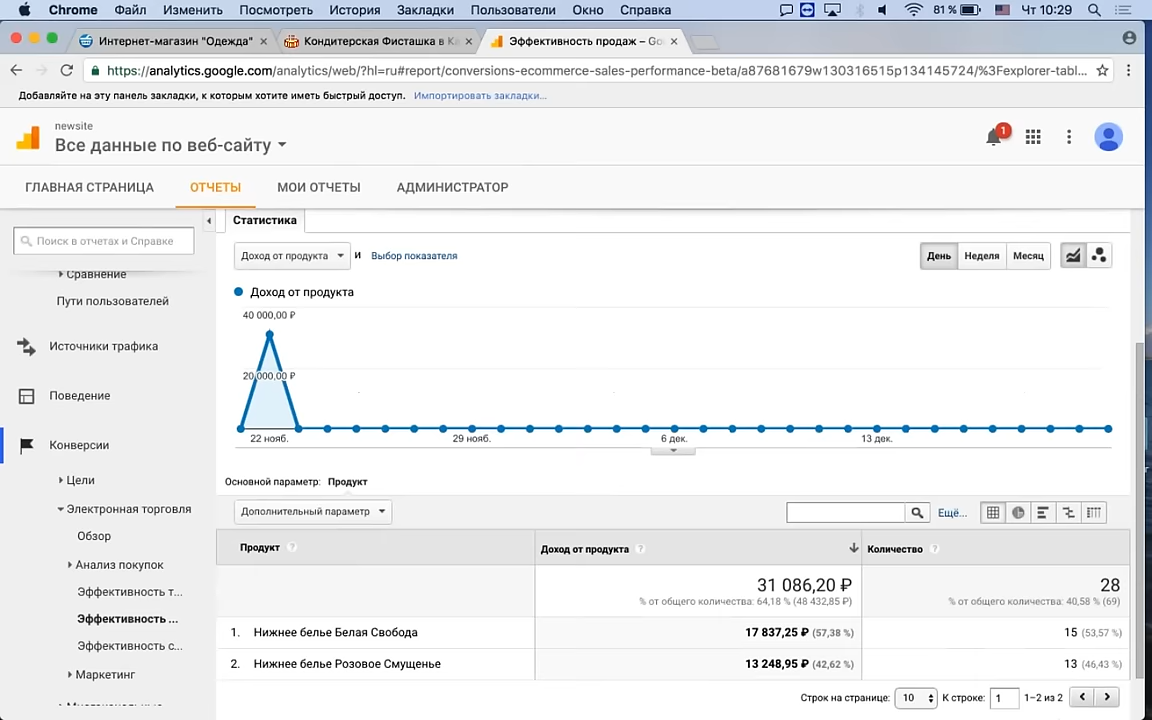 Chrome Файл Изменить Посмотреть История Закладки Пользователи Окно Справка 81 % Чт 10:29
Интернет-магазин "Одежда" Кондитерская Фисташка в К Эффективность продаж – Go
https://analytics.google.com/analytics/web/?hl=ru#report/conversions-ecommerce-sales-performance-beta/a87681679w130316515p134145724/%3Fexplorer-tabl...
Добавляйте на эту панель закладки, к которым хотите иметь быстрый доступ. Импортировать закладки...
newsite
Все данные по веб-сайту
1
ГЛАВНАЯ СТРАНИЦА ОТЧЕТЫ МОИ ОТЧЕТЫ АДМИНИСТРАТОР
Статистика
Поиск в отчетах и Справке
Доход от продукта и Выбор показателя День Неделя Месяц
Сравнение
Доход от продукта
Пути пользователей
40 000,00 ₽
Источники трафика
20 000,00 ₽
Поведение
22 нояб. 29 нояб. 6 дек. 13 дек.
Конверсии
Цели
Основной параметр: Продукт
Электронная торговля
Дополнительный параметр Ещё...
Обзор
Продукт ? Доход от продукта ? Количество ?
Анализ покупок
31 086,20 ₽ 28
Эффективность т...
% от общего количества: 64,18 % (48 432,85 ₽) % от общего количества: 40,58 % (69)
Эффективность ...
1. Нижнее белье Белая Свобода 17 837,25 ₽ (57,38 %) 15 (53,57 %)
Эффективность с...
2. Нижнее белье Розовое Смущенье 13 248,95 ₽ (42,62 %) 13 (46,43 %)
Маркетинг
Строк на странице: 10 К строке: 1 1–2 из 2